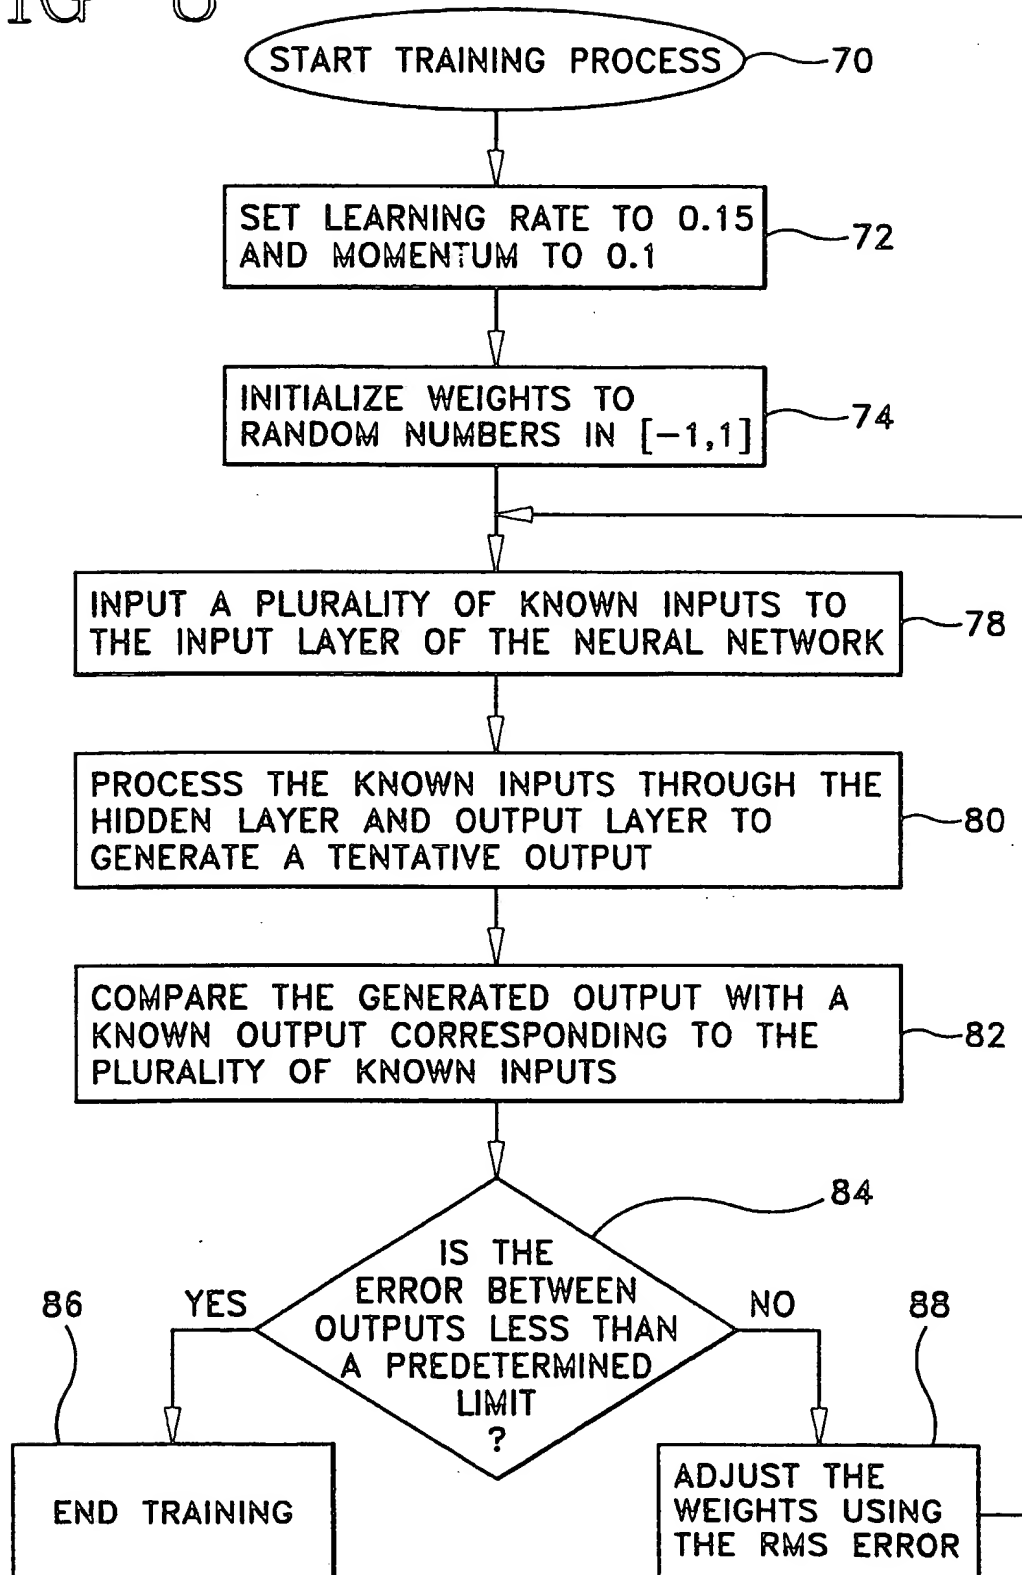 FIG 8
START TRAINING PROCESS 70
SET LEARNING RATE TO 0.15
AND MOMENTUM TO 0.1
72
INITIALIZE WEIGHTS TO
RANDOM NUMBERS IN [-1,1]
74
INPUT A PLURALITY OF KNOWN INPUTS TO
THE INPUT LAYER OF THE NEURAL NETWORK
78
PROCESS THE KNOWN INPUTS THROUGH THE
HIDDEN LAYER AND OUTPUT LAYER TO
GENERATE A TENTATIVE OUTPUT
80
COMPARE THE GENERATED OUTPUT WITH A
KNOWN OUTPUT CORRESPONDING TO THE
PLURALITY OF KNOWN INPUTS
82
84
IS THE
ERROR BETWEEN
OUTPUTS LESS THAN
A PREDETERMINED
LIMIT
?
YES
NO
86
END TRAINING
88
ADJUST THE
WEIGHTS USING
THE RMS ERROR